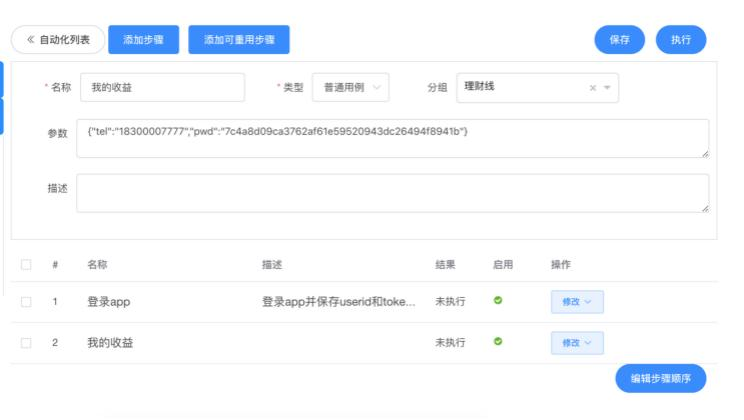 ≪ 自动化列表 添加步骤 添加可重用步骤 保存 执行
* 名称 我的收益 * 类型 普通用例 分组 理财线
参数 {"tel":"18300007777","pwd":"7c4a8d09ca3762af61e59520943dc26494f8941b"}
描述
# 名称 描述 结果 启用 操作
1 登录app 登录app并保存userid和toke... 未执行 修改
2 我的收益 未执行 修改
编辑步骤顺序